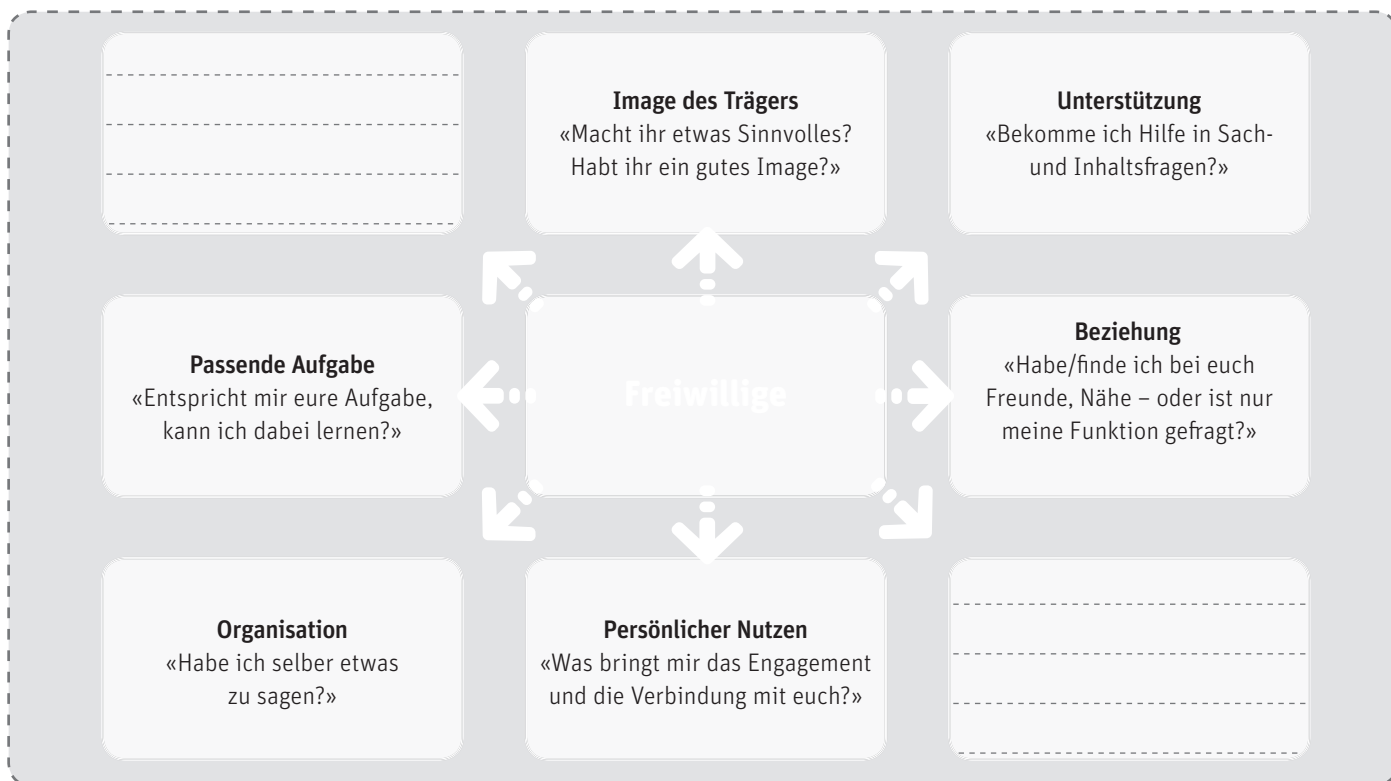 Image des Trägers
«Macht ihr etwas Sinnvolles?
Habt ihr ein gutes Image?»
Unterstützung
«Bekomme ich Hilfe in Sach-
und Inhaltsfragen?»
Passende Aufgabe
«Entspricht mir eure Aufgabe,
kann ich dabei lernen?»
Freiwillige
Beziehung
«Habe/finde ich bei euch
Freunde, Nähe – oder ist nur
meine Funktion gefragt?»
Organisation
«Habe ich selber etwas
zu sagen?»
Persönlicher Nutzen
«Was bringt mir das Engagement
und die Verbindung mit euch?»